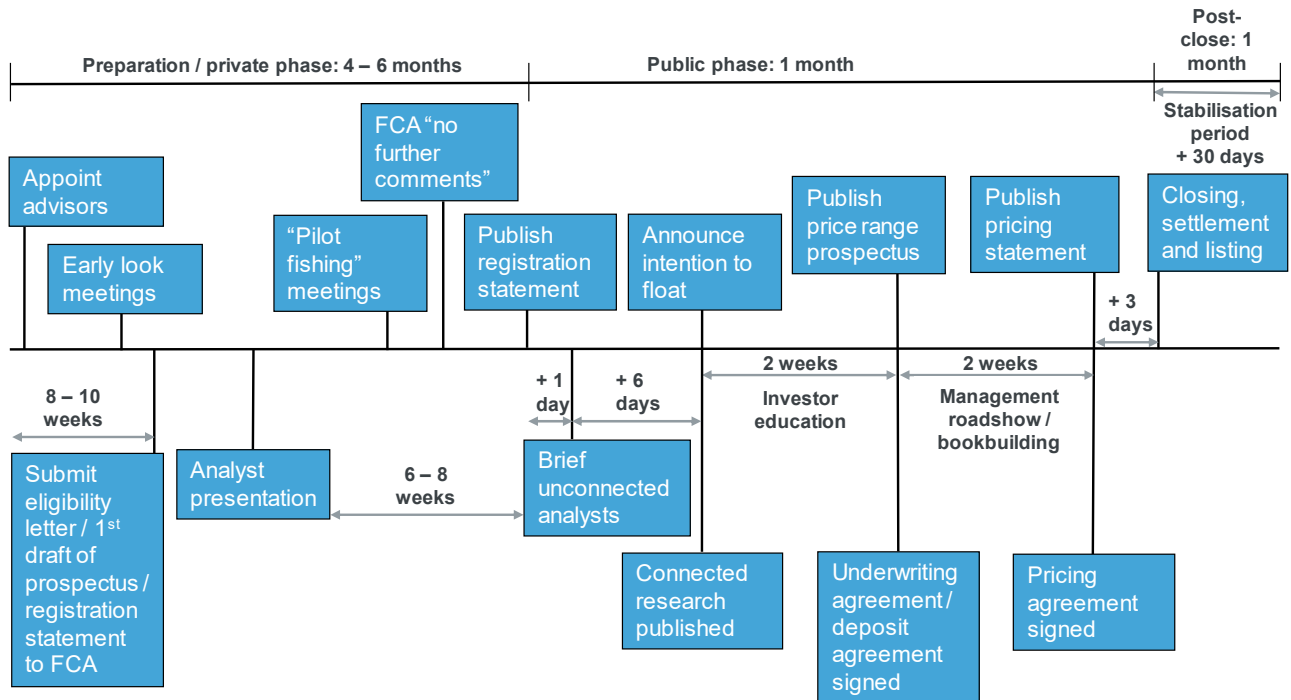 Preparation / private phase: 4 – 6 months
Public phase: 1 month
Post-
close: 1
month
Stabilisation
period
+ 30 days
Appoint
advisors
Early look
meetings
“Pilot
fishing”
meetings
FCA “no
further
comments”
Publish
registration
statement
Announce
intention to
float
Publish
price range
prospectus
Publish
pricing
statement
Closing,
settlement
and listing
+ 3
days
8 – 10
weeks
Submit
eligibility
letter / 1st
draft of
prospectus /
registration
statement
to FCA
Analyst
presentation
6 – 8
weeks
+ 1
day
+ 6
days
Brief
unconnected
analysts
Connected
research
published
2 weeks
Investor
education
2 weeks
Management
roadshow /
bookbuilding
Underwriting
agreement /
deposit
agreement
signed
Pricing
agreement
signed